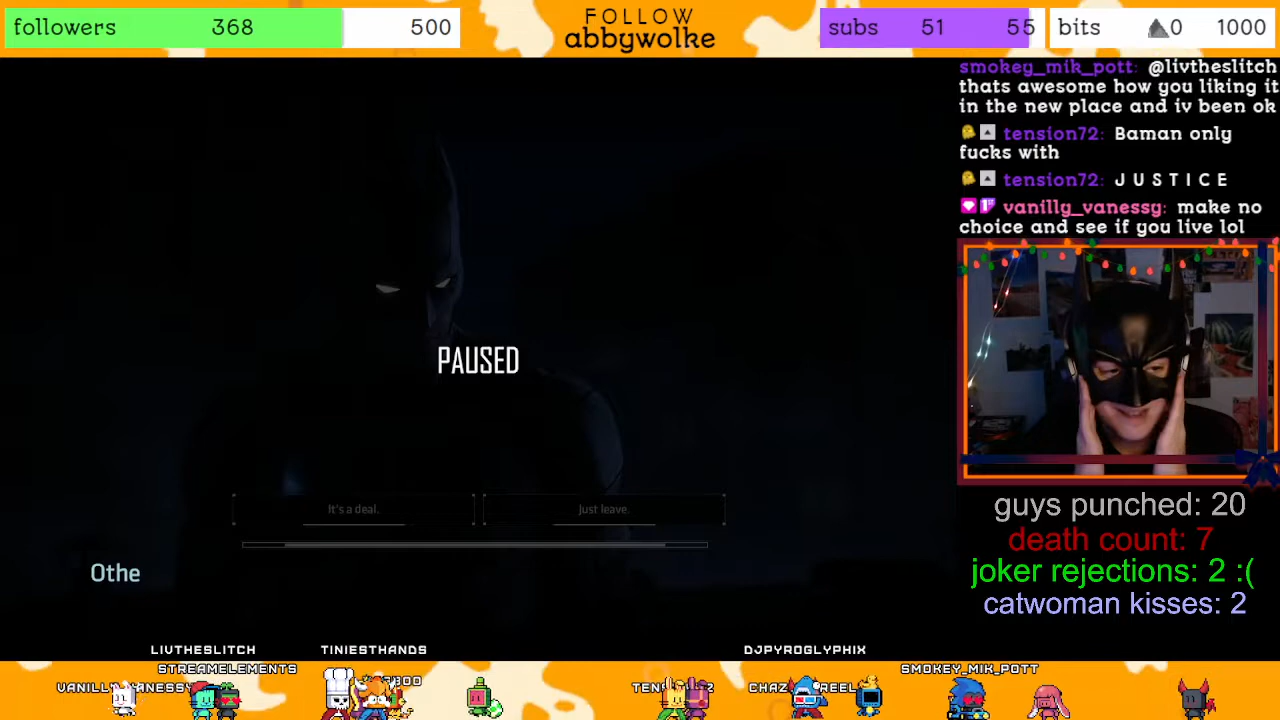 followers 368 500
FOLLOW
abbywolke
subs 51 55
bits 0 1000
smokey_mik_pott: @livtheslitch
thats awesome how you liking it
in the new place and iv been ok
tension72: Baman only
fucks with
tension72: J U S T I C E
vanilly_vanessy: make no
choice and see if you live lol
PAUSED
It's a deal.
Just leave.
Othe
guys punched: 20
death count: 7
joker rejections: 2 :(
catwoman kisses: 2
LIVTHESLITCH
TINIESTHANDS
DJPYROGLYPHIX
STREAMELEMENTS
SMOKEY_MIK_POTT